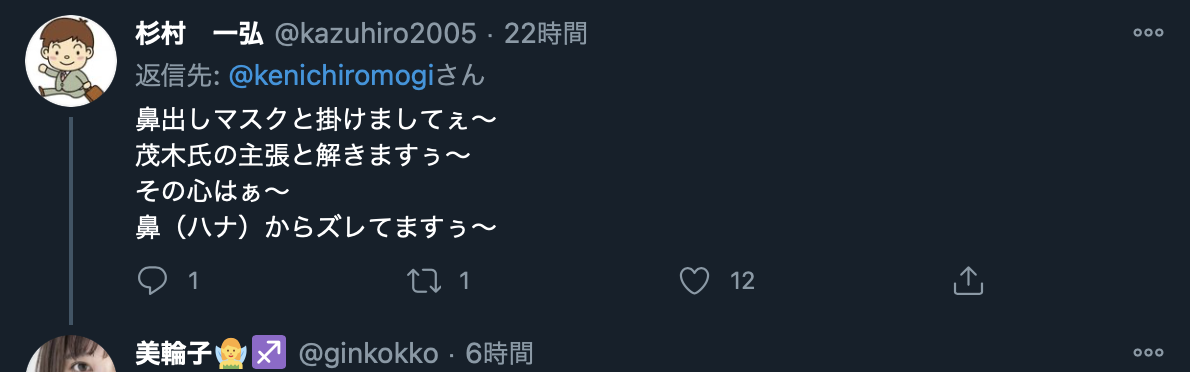 杉村　一弘 @kazuhiro2005 · 22時間
返信先: @kenichiromogiさん
鼻出しマスクと掛けましてぇ〜
茂木氏の主張と解きますぅ〜
その心はぁ〜
鼻（ハナ）からズレてますぅ〜
1 1 12
美輪子🧚♐ @ginkokko · 6時間